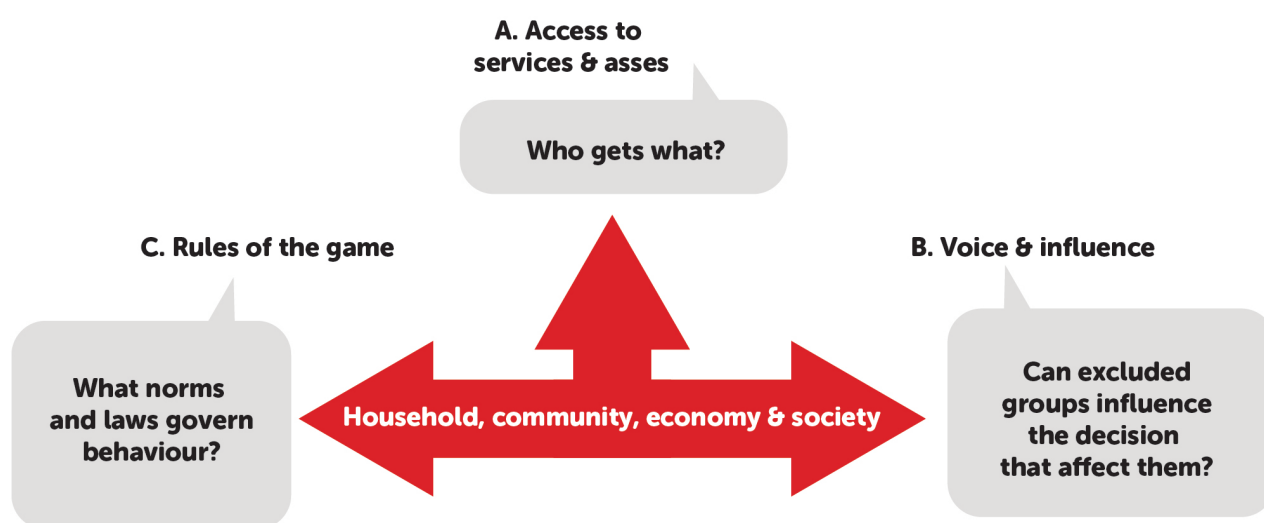 A. Access to
services & asses
Who gets what?
C. Rules of the game
B. Voice & influence
What norms
and laws govern
behaviour?
Household, community, economy & society
Can excluded
groups influence
the decision
that affect them?